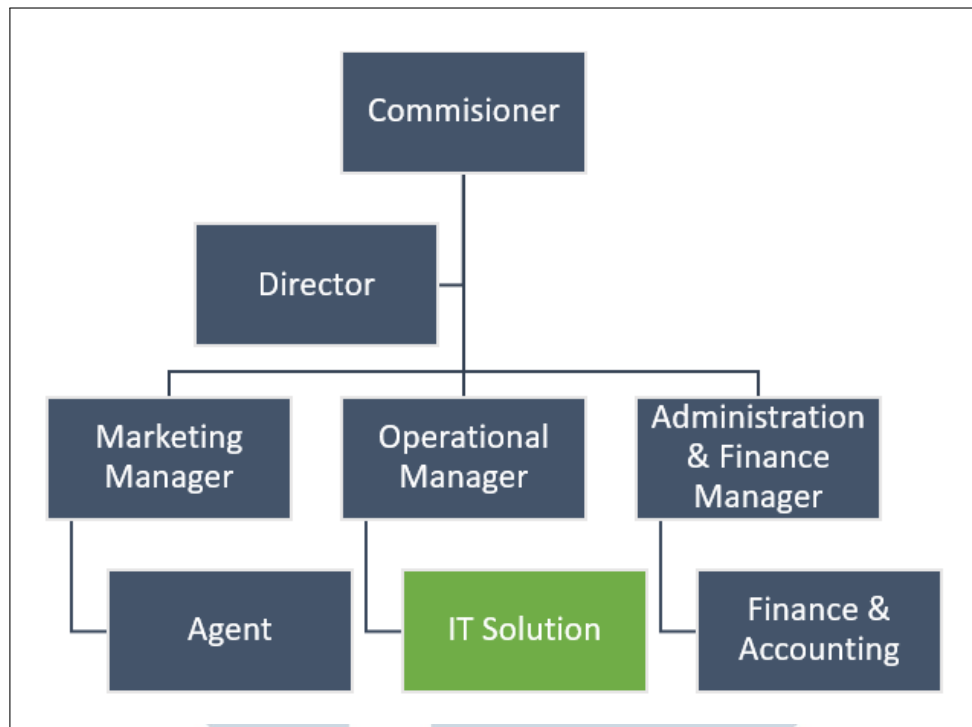 Commisioner
Director
Marketing
Manager
Operational
Manager
Administration
& Finance
Manager
Agent
IT Solution
Finance &
Accounting